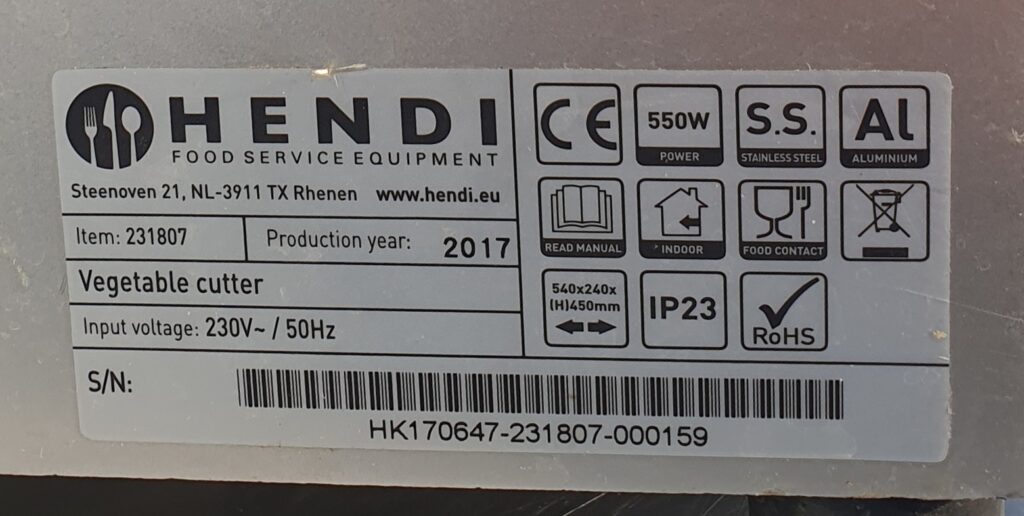 HENDI
FOOD SERVICE EQUIPMENT
Steenoven 21, NL-3911 TX Rhenen www.hendi.eu
Item: 231807 Production year: 2017
Vegetable cutter
Input voltage: 230V~ / 50Hz
CE
550W
POWER
S.S.
STAINLESS STEEL
Al
ALUMINIUM
READ MANUAL
INDOOR
FOOD CONTACT
540x240x
(H)450mm
IP23
RoHS
S/N:
HK170647-231807-000159